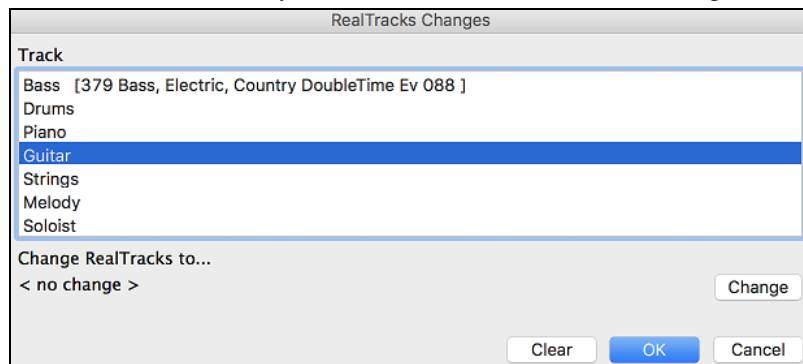 RealTracks Changes
Track
Bass [379 Bass, Electric, Country DoubleTime Ev 088 ]
Drums
Piano
Guitar
Strings
Melody
Soloist
Change RealTracks to...
< no change >
Change
Clear OK Cancel